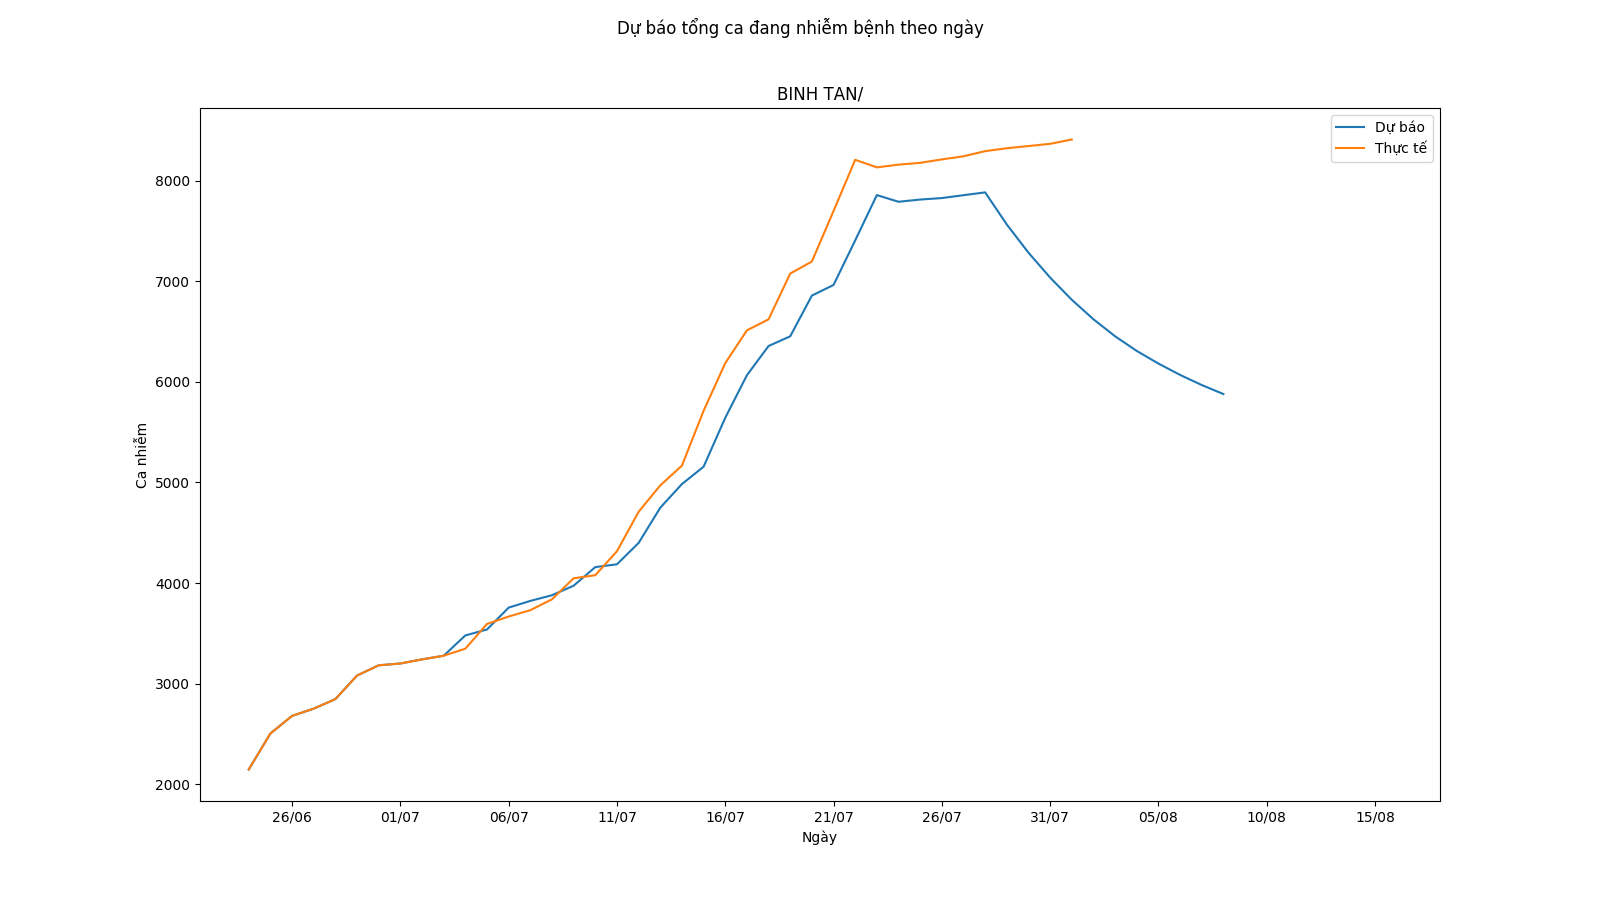 Dự báo tổng ca đang nhiễm bệnh theo ngày
BINH TAN/
Dự báo
Thực tế
8000
7000
6000
5000
4000
3000
2000
Ca nhiễm
26/06 01/07 06/07 11/07 16/07 21/07 26/07 31/07 05/08 10/08 15/08
Ngày